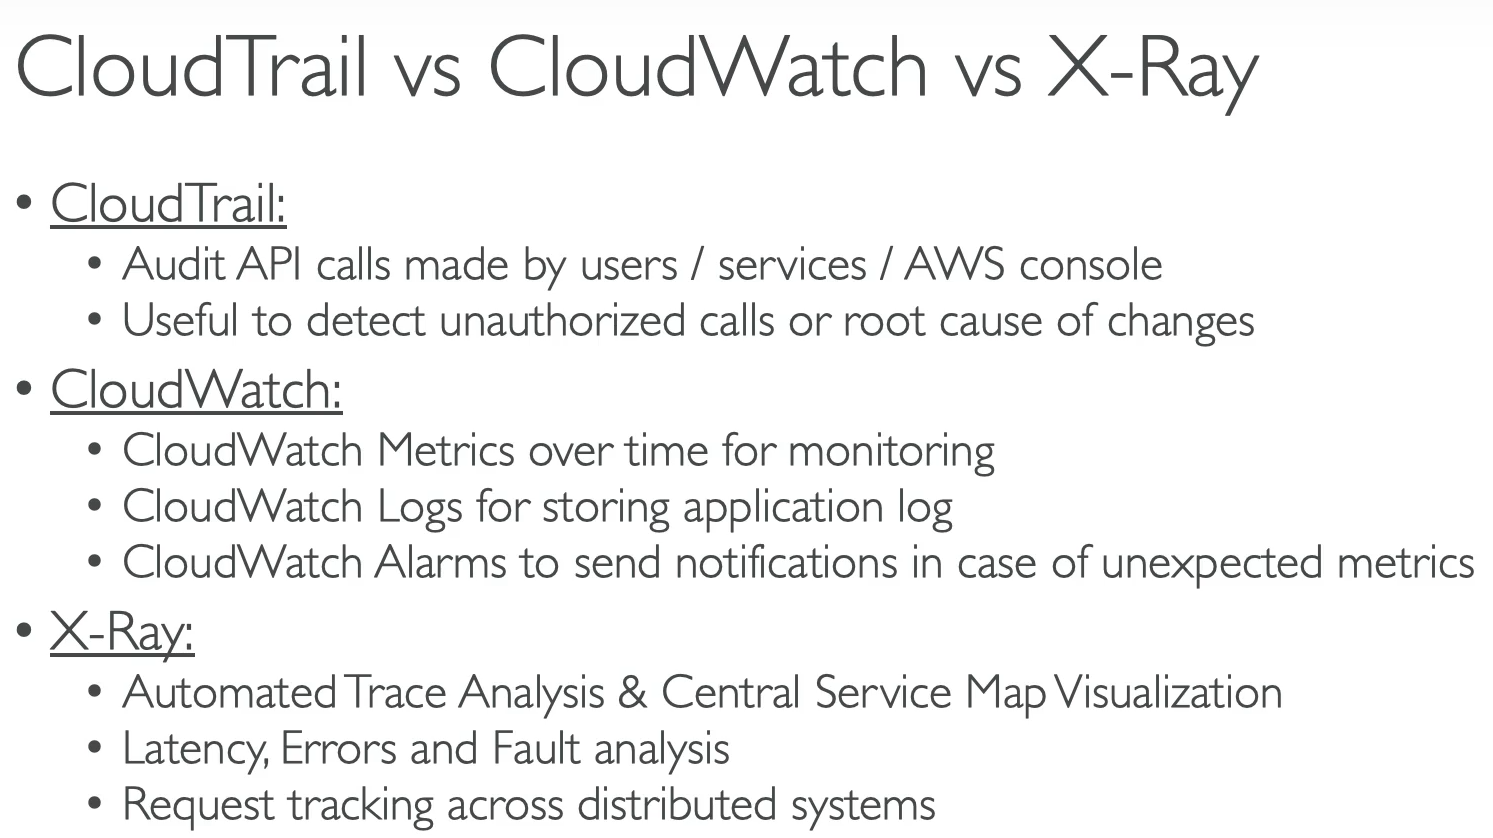 CloudTrail vs CloudWatch vs X-Ray
• CloudTrail:
• Audit API calls made by users / services / AWS console
• Useful to detect unauthorized calls or root cause of changes
• CloudWatch:
• CloudWatch Metrics over time for monitoring
• CloudWatch Logs for storing application log
• CloudWatch Alarms to send notifications in case of unexpected metrics
• X-Ray:
• Automated Trace Analysis & Central Service Map Visualization
• Latency, Errors and Fault analysis
• Request tracking across distributed systems